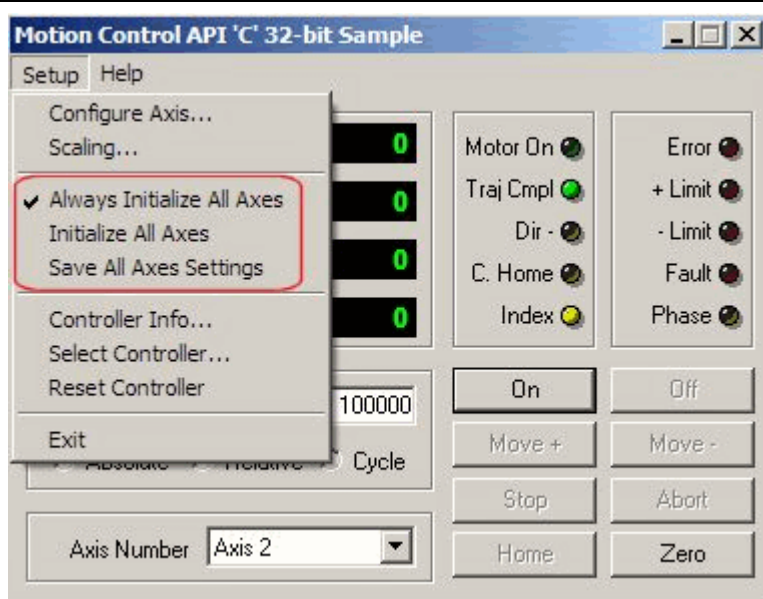 Motion Control API 'C' 32-bit Sample
Setup Help
Configure Axis...
Scaling...
Always Initialize All Axes
Initialize All Axes
Save All Axes Settings
Controller Info...
Select Controller...
Reset Controller
Exit
0
0
0
0
100000
Absolute Relative Cycle
Axis Number Axis 2
Motor On
Traj Cmpl
Dir -
C. Home
Index
Error
+ Limit
- Limit
Fault
Phase
On Off
Move + Move -
Stop Abort
Home Zero